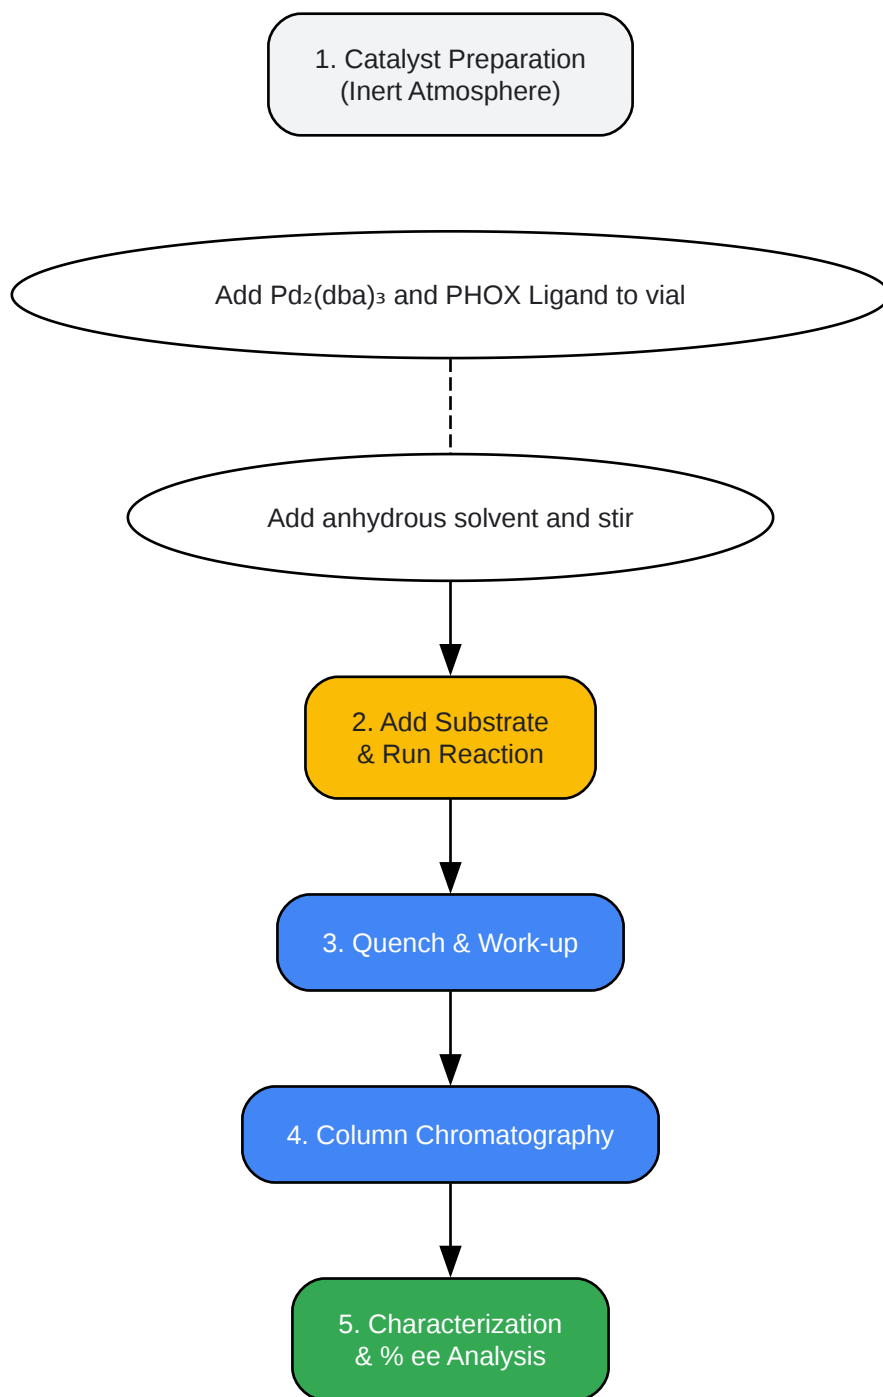 1. Catalyst Preparation
(Inert Atmosphere)
Add Pd₂(dba)₃ and PHOX Ligand to vial
Add anhydrous solvent and stir
2. Add Substrate
& Run Reaction
3. Quench & Work-up
4. Column Chromatography
5. Characterization
& % ee Analysis